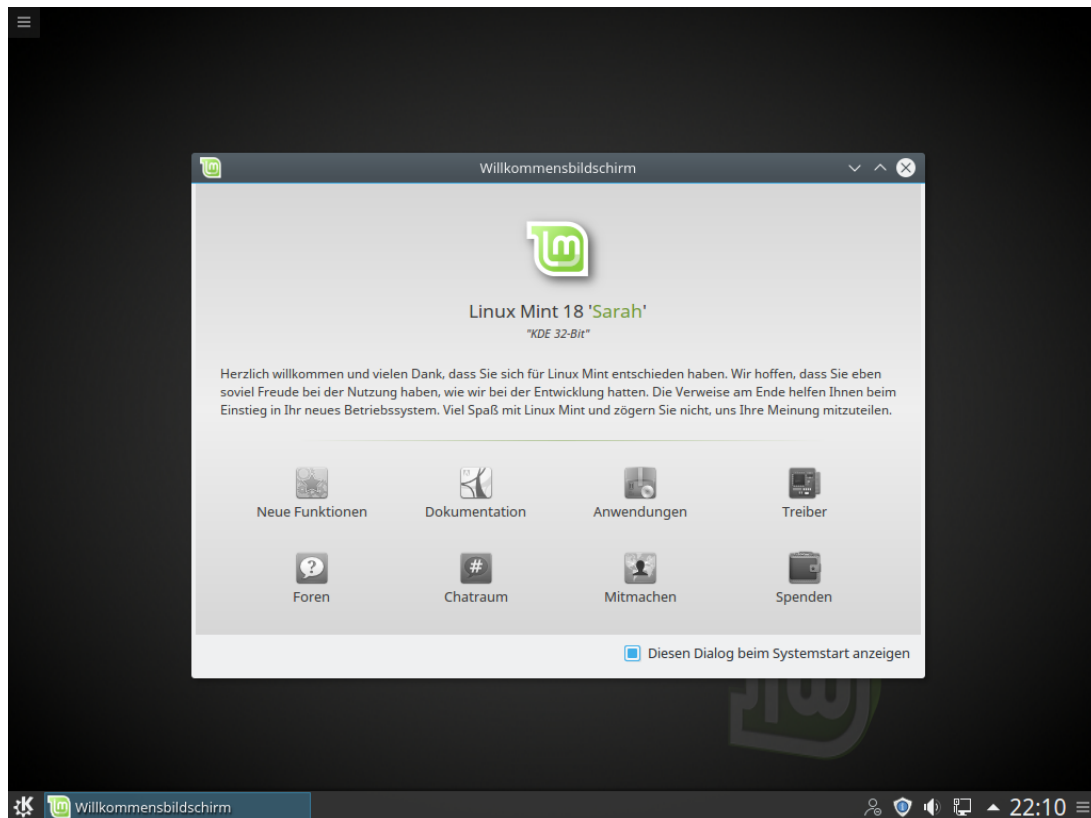 Willkommensbildschirm
Linux Mint 18 'Sarah'
"KDE 32-Bit"
Herzlich willkommen und vielen Dank, dass Sie sich für Linux Mint entschieden haben. Wir hoffen, dass Sie eben
soviel Freude bei der Nutzung haben, wie wir bei der Entwicklung hatten. Die Verweise am Ende helfen Ihnen beim
Einstieg in Ihr neues Betriebssystem. Viel Spaß mit Linux Mint und zögern Sie nicht, uns Ihre Meinung mitzuteilen.
Neue Funktionen Dokumentation Anwendungen Treiber
Foren Chatraum Mitmachen Spenden
Diesen Dialog beim Systemstart anzeigen
Willkommensbildschirm 22:10